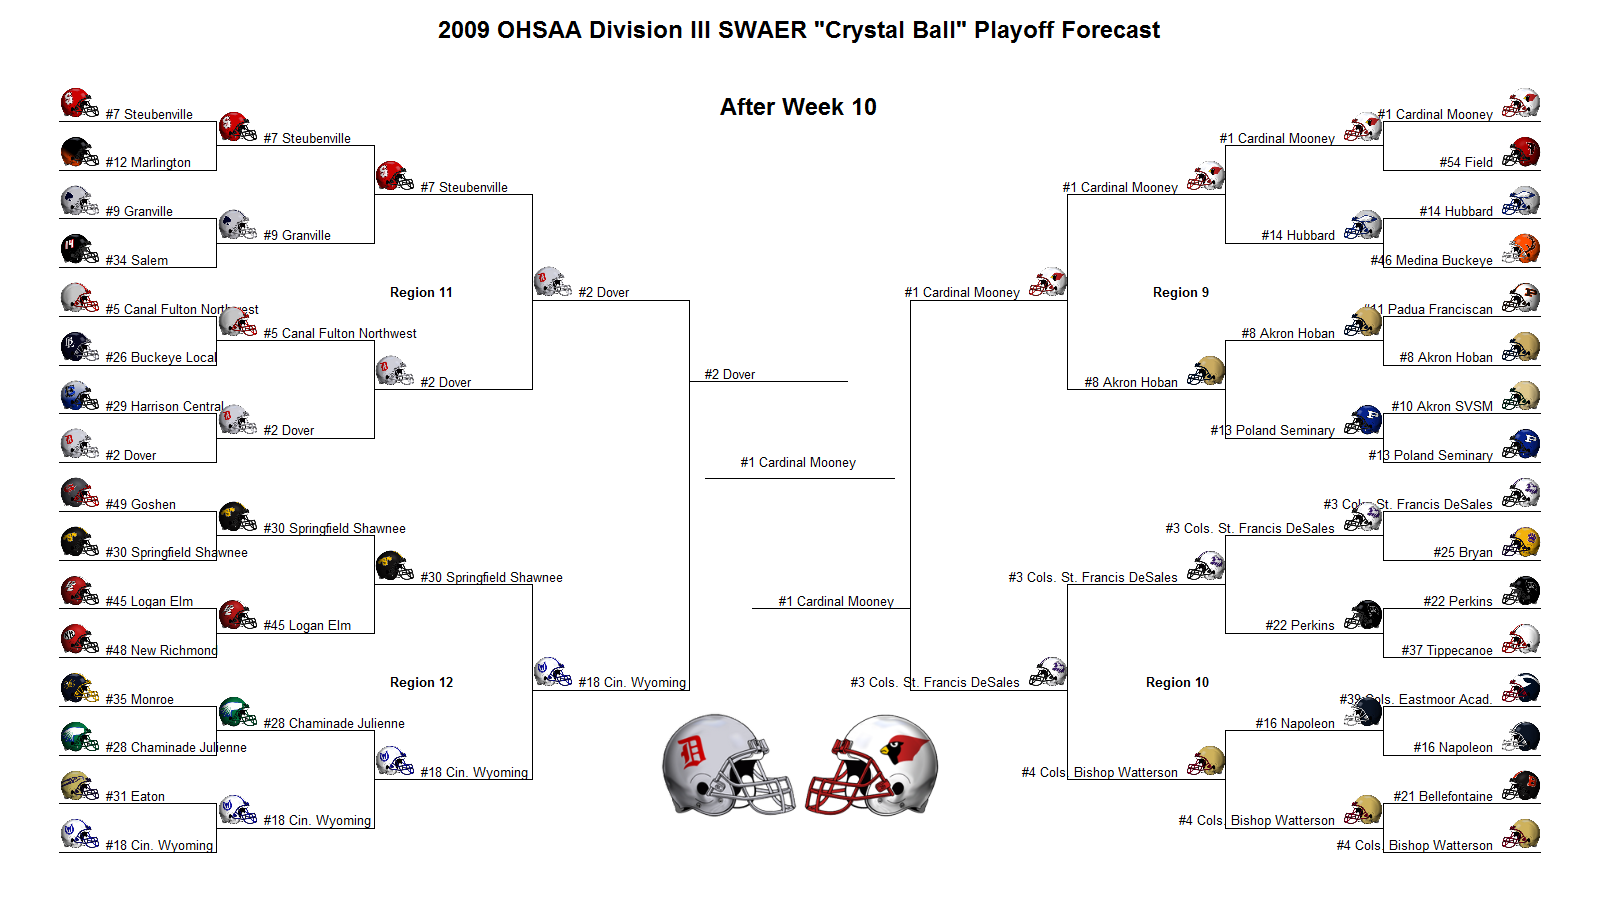 2009 OHSAA Division III SWAER "Crystal Ball" Playoff Forecast
After Week 10
#7 Steubenville
#12 Marlington
#9 Granville
#34 Salem
#5 Canal Fulton Northwest
#26 Buckeye Local
#29 Harrison Central
#2 Dover
#49 Goshen
#30 Springfield Shawnee
#45 Logan Elm
#48 New Richmond
#35 Monroe
#28 Chaminade Julienne
#31 Eaton
#18 Cin. Wyoming
#7 Steubenville
#9 Granville
#5 Canal Fulton Northwest
#2 Dover
#30 Springfield Shawnee
#45 Logan Elm
#28 Chaminade Julienne
#18 Cin. Wyoming
#7 Steubenville
Region 11
#2 Dover
#30 Springfield Shawnee
Region 12
#18 Cin. Wyoming
#2 Dover
#18 Cin. Wyoming
#2 Dover
#1 Cardinal Mooney
#1 Cardinal Mooney
#1 Cardinal Mooney
#3 Cols. St. Francis DeSales
#1 Cardinal Mooney
Region 9
#8 Akron Hoban
#3 Cols. St. Francis DeSales
Region 10
#4 Cols. Bishop Watterson
#1 Cardinal Mooney
#14 Hubbard
#8 Akron Hoban
#13 Poland Seminary
#3 Cols. St. Francis DeSales
#22 Perkins
#16 Napoleon
#4 Cols. Bishop Watterson
#1 Cardinal Mooney
#54 Field
#14 Hubbard
#46 Medina Buckeye
#11 Padua Franciscan
#8 Akron Hoban
#10 Akron SVSM
#13 Poland Seminary
#3 Cols. St. Francis DeSales
#25 Bryan
#22 Perkins
#37 Tippecanoe
#39 Cols. Eastmoor Acad.
#16 Napoleon
#21 Bellefontaine
#4 Cols. Bishop Watterson